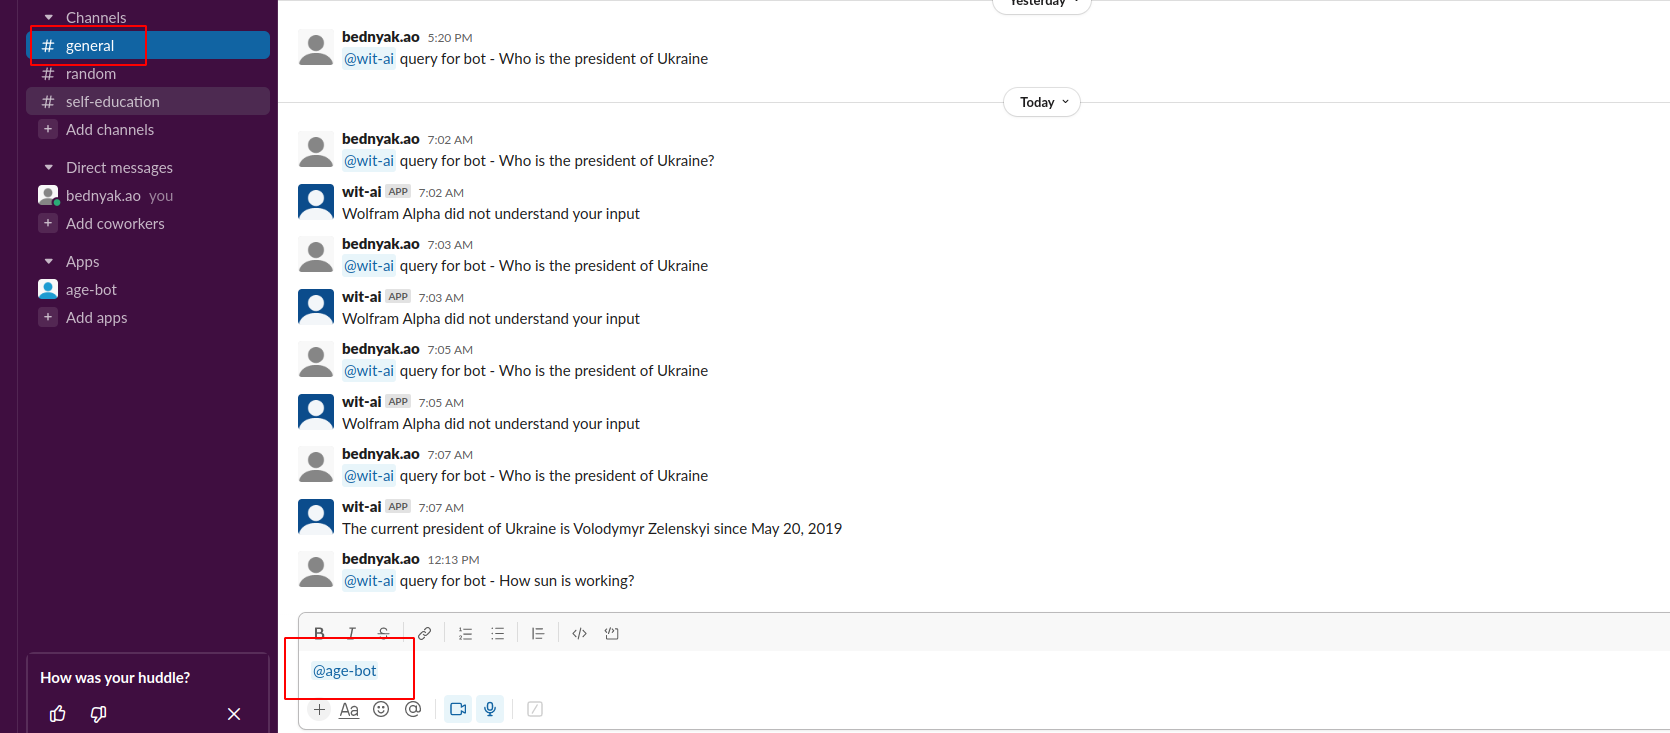 Channels
# general
# random
# self-education
+ Add channels
Direct messages
bednyak.ao you
+ Add coworkers
Apps
age-bot
+ Add apps
How was your huddle?
Yesterday
bednyak.ao 5:20 PM
@wit-ai query for bot - Who is the president of Ukraine
Today
bednyak.ao 7:02 AM
@wit-ai query for bot - Who is the president of Ukraine?
wit-ai APP 7:02 AM
Wolfram Alpha did not understand your input
bednyak.ao 7:03 AM
@wit-ai query for bot - Who is the president of Ukraine
wit-ai APP 7:03 AM
Wolfram Alpha did not understand your input
bednyak.ao 7:05 AM
@wit-ai query for bot - Who is the president of Ukraine
wit-ai APP 7:05 AM
Wolfram Alpha did not understand your input
bednyak.ao 7:07 AM
@wit-ai query for bot - Who is the president of Ukraine
wit-ai APP 7:07 AM
The current president of Ukraine is Volodymyr Zelenskyi since May 20, 2019
bednyak.ao 12:13 PM
@wit-ai query for bot - How sun is working?
B I S
@age-bot
+ Aa @